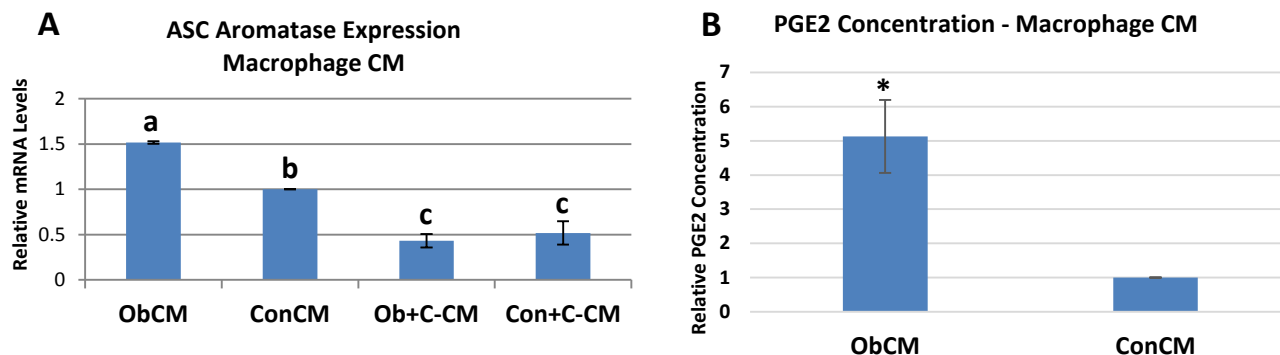 A
ASC Aromatase Expression
Macrophage CM
Relative mRNA Levels
2
1.5
1
0.5
0
a
b
c
c
ObCM ConCM Ob+C-CM Con+C-CM
B
PGE2 Concentration - Macrophage CM
Relative PGE2 Concentration
7
6
5
4
3
2
1
0
*
ObCM ConCM